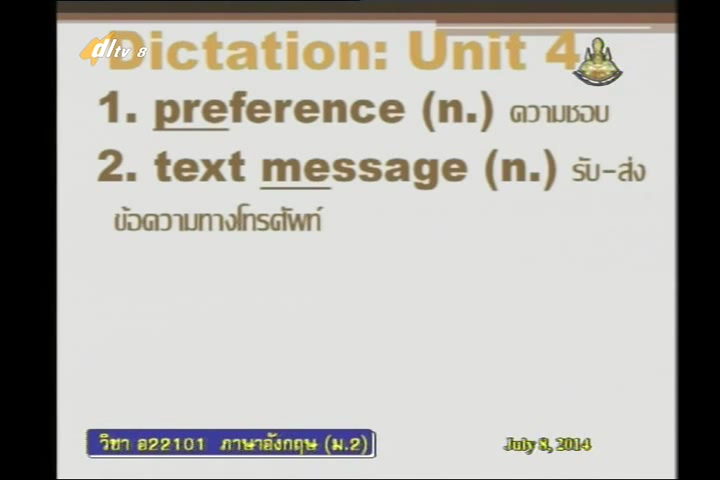 dltv 8
Dictation: Unit 4
1. preference (n.) ความชอบ
2. text message (n.) รับ-ส่ง
ข้อความทางโทรศัพท์
วิชา อ22101 ภาษาอังกฤษ (ม.2)
July 8, 2014